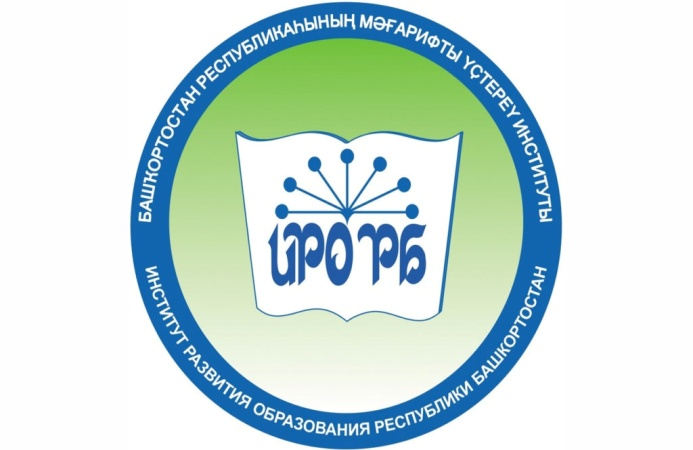 БАШҠОРТОСТАН РЕСПУБЛИКАҺЫНЫҢ МӘҒАРИФТЫ ҮҪТЕРЕҮ ИНСТИТУТЫ
ИРО РБ
ИНСТИТУТ РАЗВИТИЯ ОБРАЗОВАНИЯ РЕСПУБЛИКИ БАШКОРТОСТАН